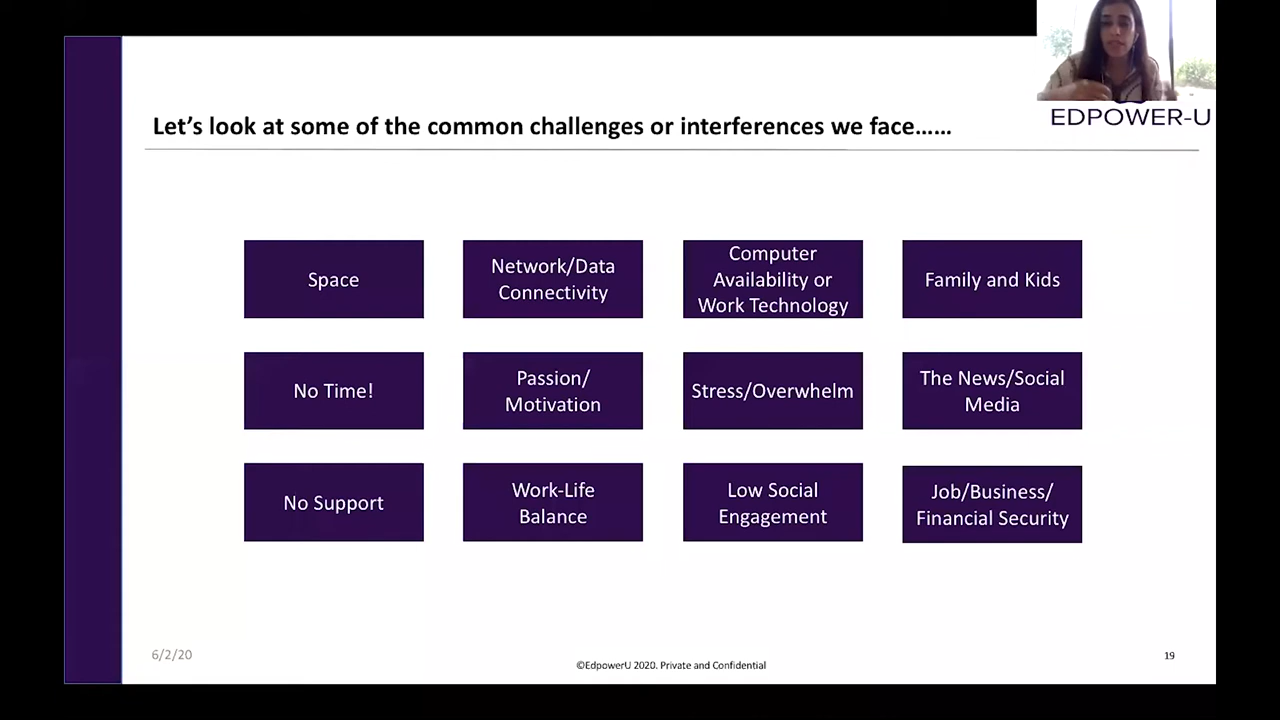 Let's look at some of the common challenges or interferences we face......
EDPOWER-U
Space
Network/Data
Connectivity
Computer
Availability or
Work Technology
Family and Kids
No Time!
Passion/
Motivation
Stress/Overwhelm
The News/Social
Media
No Support
Work-Life
Balance
Low Social
Engagement
Job/Business/
Financial Security
6/2/20
©EdpowerU 2020. Private and Confidential
19